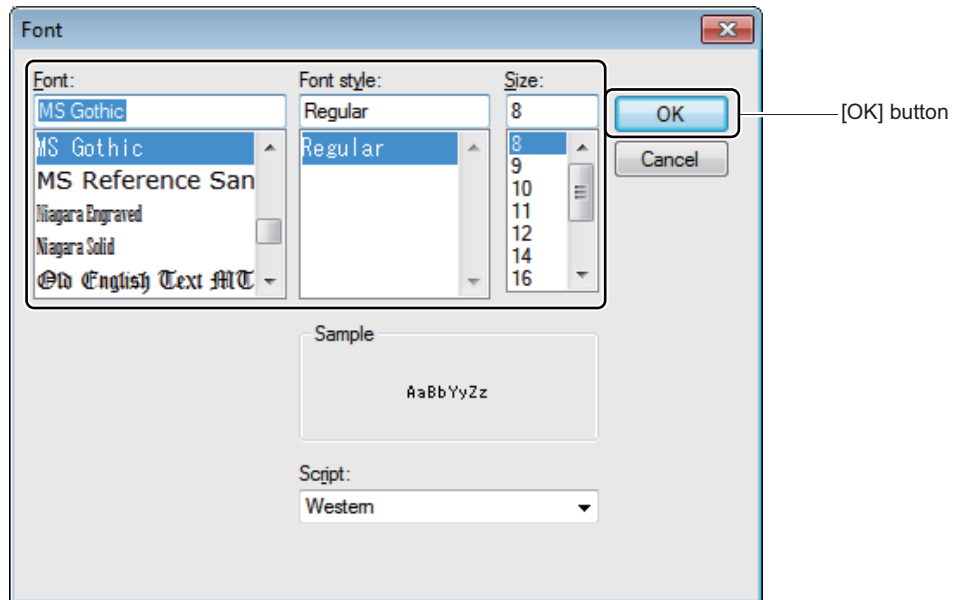 Font
Font:
MS Gothic
MS Gothic
MS Reference San
Niagara Engraved
Niagara Solid
Old English Text MT
Font style:
Regular
Regular
Size:
8
8
9
10
11
12
14
16
OK
Cancel
[OK] button
Sample
AaBbYyZz
Script:
Western